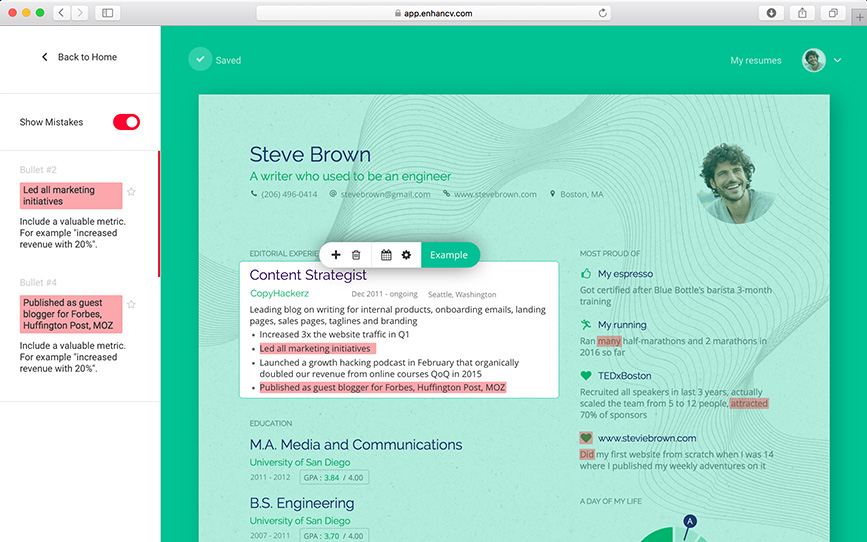 app.enhancv.com
Back to Home
Saved
My resumes
Show Mistakes
Bullet #2
Led all marketing
initiatives
Include a valuable metric.
For example "increased
revenue with 20%".
Bullet #4
Published as guest
blogger for Forbes,
Huffington Post, MOZ
Include a valuable metric.
For example "increased
revenue with 20%".
Steve Brown
A writer who used to be an engineer
(206) 496-0414 stevebrown@gmail.com www.stevebrown.com Boston, MA
EDITORIAL EXPERIE
Example
Content Strategist
CopyHackerz Dec 2011 - ongoing Seattle, Washington
Leading blog on writing for internal products, onboarding emails, landing
pages, sales pages, taglines and branding
• Increased 3x the website traffic in Q1
• Led all marketing initiatives
• Launched a growth hacking podcast in February that organically
doubled our revenue from online courses QoQ in 2015
• Published as guest blogger for Forbes, Huffington Post, MOZ
EDUCATION
M.A. Media and Communications
University of San Diego
2011 - 2012 GPA : 3.84 / 4.00
B.S. Engineering
University of San Diego
2007 - 2011 GPA : 3.70 / 4.00
MOST PROUD OF
My espresso
Got certified after Blue Bottle's barista 3-month
training
My running
Ran many half-marathons and 2 marathons in
2016 so far
TEDxBoston
Recruited all speakers in last 3 years, actually
scaled the team from 5 to 12 people, attracted
70% of sponsors
www.steviebrown.com
Did my first website from scratch when I was 14
where I published my weekly adventures on it
A DAY OF MY LIFE
A